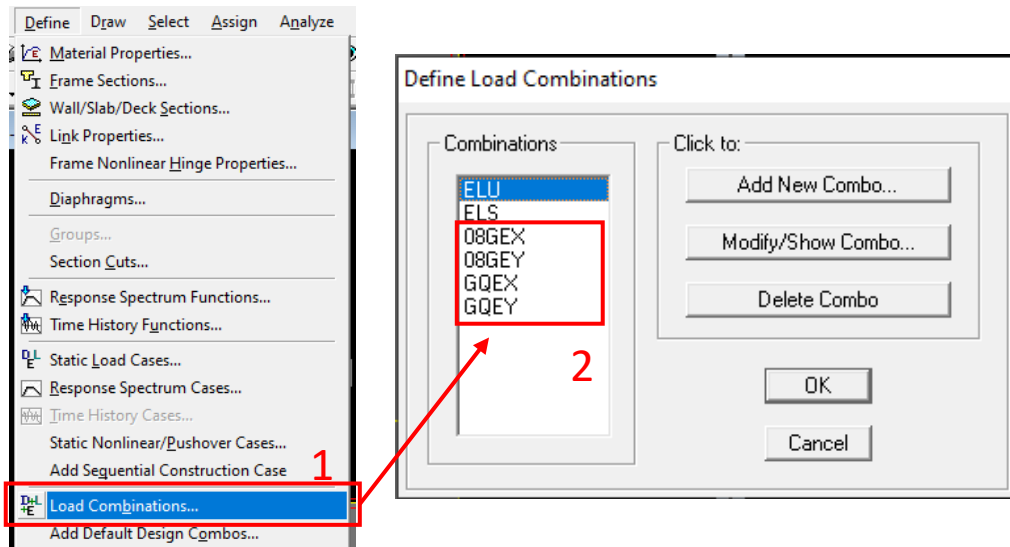 Define Draw Select Assign Analyze
Material Properties...
Frame Sections...
Wall/Slab/Deck Sections...
Link Properties...
Frame Nonlinear Hinge Properties...
Diaphragms...
Groups...
Section Cuts...
Response Spectrum Functions...
Time History Functions...
Static Load Cases...
Response Spectrum Cases...
Time History Cases...
Static Nonlinear/Pushover Cases...
Add Sequential Construction Case
1
Load Combinations...
Add Default Design Combos...
Define Load Combinations
Combinations
ELU
ELS
08GEX
08GEY
GQEX
GQEY
2
Click to:
Add New Combo...
Modify/Show Combo...
Delete Combo
OK
Cancel